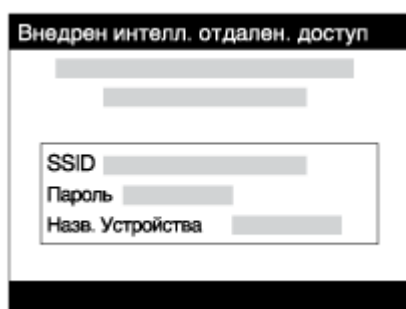 Внедрен интелл. отдален. доступ
SSID
Пароль
Назв. Устройства